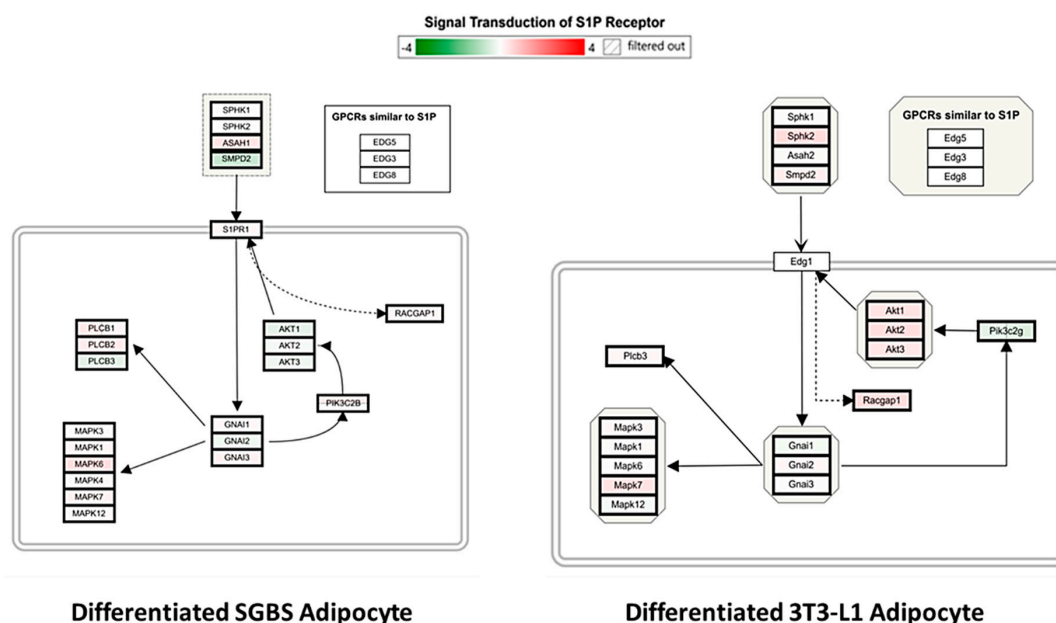 Signal Transduction of S1P Receptor
-4 4 filtered out
SPHK1
SPHK2
ASAH1
SMPD2
GPCRs similar to S1P
EDG5
EDG3
EDG8
S1PR1
RACGAP1
PLCB1
PLCB2
PLCB3
AKT1
AKT2
AKT3
PIK3C2B
GNAI1
GNAI2
GNAI3
MAPK3
MAPK1
MAPK6
MAPK4
MAPK7
MAPK12
Differentiated SGBS Adipocyte
Sphk1
Sphk2
Asah2
Smpd2
GPCRs similar to S1P
Edg5
Edg3
Edg8
Edg1
Akt1
Akt2
Akt3
Pik3c2g
Plcb3
Racgap1
Mapk3
Mapk1
Mapk6
Mapk7
Mapk12
Gnai1
Gnai2
Gnai3
Differentiated 3T3-L1 Adipocyte